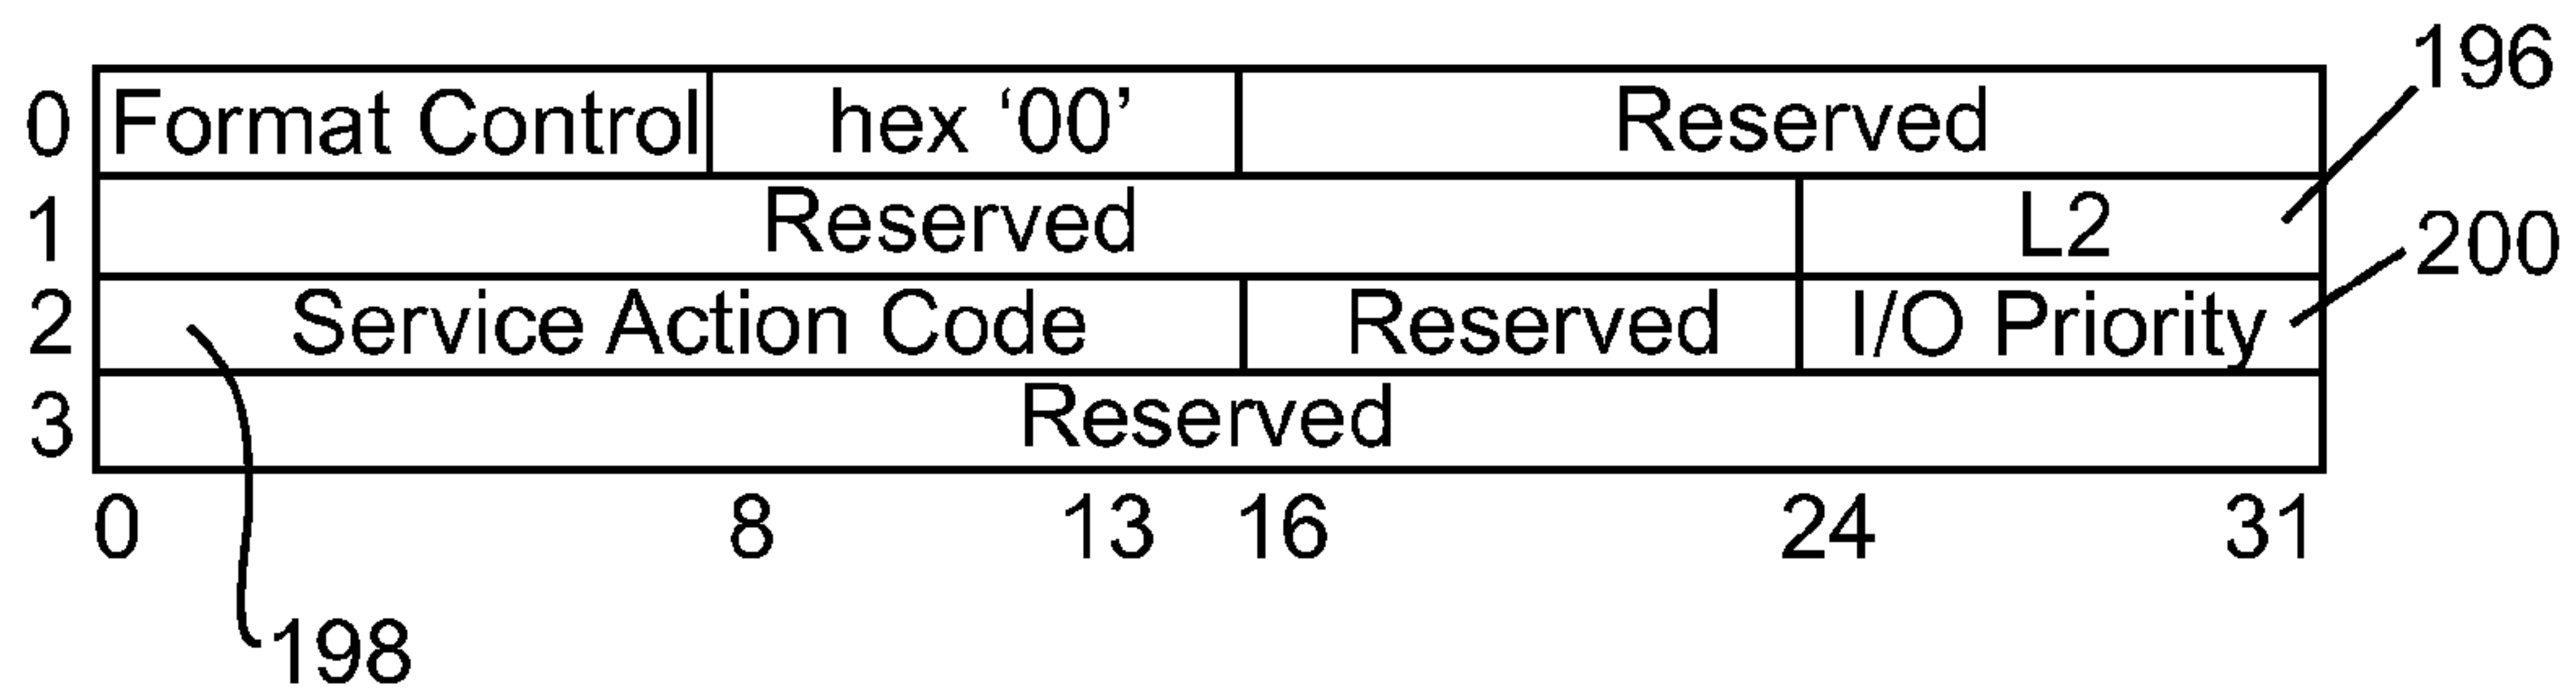 196
0 Format Control hex ‘00’ Reserved
1 Reserved L2
200
2 Service Action Code Reserved I/O Priority
3 Reserved
0 8 13 16 24 31
198